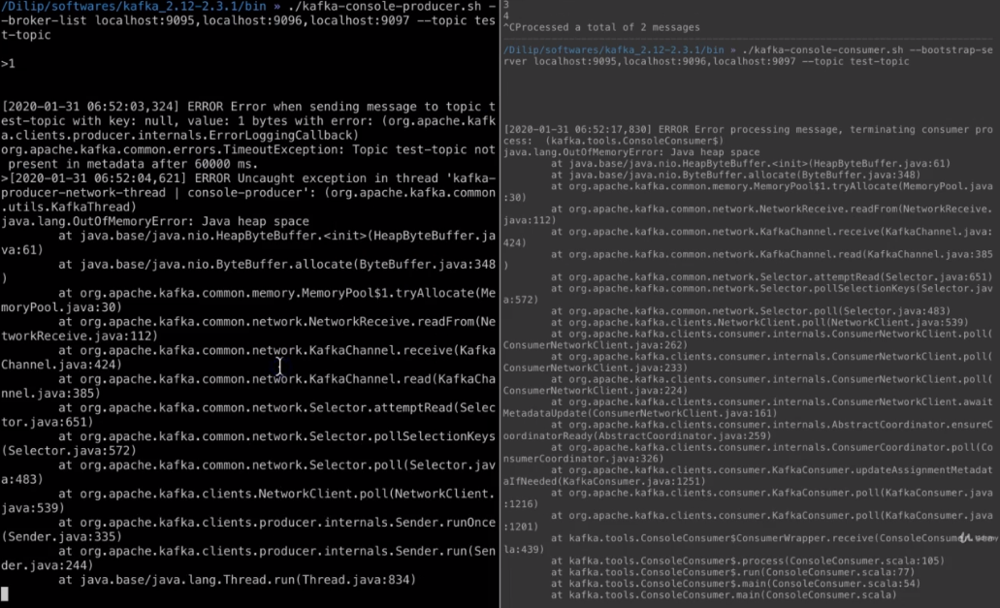 /Dilip/softwares/kafka_2.12-2.3.1/bin » ./kafka-console-producer.sh -
-broker-list localhost:9095,localhost:9096,localhost:9097 --topic tes
t-topic
>1
[2020-01-31 06:52:03,324] ERROR Error when sending message to topic t
est-topic with key: null, value: 1 bytes with error: (org.apache.kafk
a.clients.producer.internals.ErrorLoggingCallback)
org.apache.kafka.common.errors.TimeoutException: Topic test-topic not
 present in metadata after 60000 ms.
>[2020-01-31 06:52:04,621] ERROR Uncaught exception in thread 'kafka-
producer-network-thread | console-producer': (org.apache.kafka.common
.utils.KafkaThread)
java.lang.OutOfMemoryError: Java heap space
at java.base/java.nio.HeapByteBuffer.<init>(HeapByteBuffer.ja
va:61)
at java.base/java.nio.ByteBuffer.allocate(ByteBuffer.java:348
)
at org.apache.kafka.common.memory.MemoryPool$1.tryAllocate(Me
moryPool.java:30)
at org.apache.kafka.common.network.NetworkReceive.readFrom(Ne
tworkReceive.java:112)
at org.apache.kafka.common.network.KafkaChannel.receive(Kafka
Channel.java:424)
at org.apache.kafka.common.network.KafkaChannel.read(KafkaCha
nnel.java:385)
at org.apache.kafka.common.network.Selector.attemptRead(Selec
tor.java:651)
at org.apache.kafka.common.network.Selector.pollSelectionKeys
(Selector.java:572)
at org.apache.kafka.common.network.Selector.poll(Selector.jav
a:483)
at org.apache.kafka.clients.NetworkClient.poll(NetworkClient.
java:539)
at org.apache.kafka.clients.producer.internals.Sender.runOnce
(Sender.java:335)
at org.apache.kafka.clients.producer.internals.Sender.run(Sen
der.java:244)
at java.base/java.lang.Thread.run(Thread.java:834)
3
4
^CProcessed a total of 2 messages
/Dilip/softwares/kafka_2.12-2.3.1/bin » ./kafka-console-consumer.sh --bootstrap-se
rver localhost:9095,localhost:9096,localhost:9097 --topic test-topic
[2020-01-31 06:52:17,830] ERROR Error processing message, terminating consumer pro
cess:  (kafka.tools.ConsoleConsumer$)
java.lang.OutOfMemoryError: Java heap space
at java.base/java.nio.HeapByteBuffer.<init>(HeapByteBuffer.java:61)
at java.base/java.nio.ByteBuffer.allocate(ByteBuffer.java:348)
at org.apache.kafka.common.memory.MemoryPool$1.tryAllocate(MemoryPool.java
:30)
at org.apache.kafka.common.network.NetworkReceive.readFrom(NetworkReceive.
java:112)
at org.apache.kafka.common.network.KafkaChannel.receive(KafkaChannel.java:
424)
at org.apache.kafka.common.network.KafkaChannel.read(KafkaChannel.java:385
)
at org.apache.kafka.common.network.Selector.attemptRead(Selector.java:651)
at org.apache.kafka.common.network.Selector.pollSelectionKeys(Selector.jav
a:572)
at org.apache.kafka.common.network.Selector.poll(Selector.java:483)
at org.apache.kafka.clients.NetworkClient.poll(NetworkClient.java:539)
at org.apache.kafka.clients.consumer.internals.ConsumerNetworkClient.poll(
ConsumerNetworkClient.java:262)
at org.apache.kafka.clients.consumer.internals.ConsumerNetworkClient.poll(
ConsumerNetworkClient.java:233)
at org.apache.kafka.clients.consumer.internals.ConsumerNetworkClient.poll(
ConsumerNetworkClient.java:224)
at org.apache.kafka.clients.consumer.internals.ConsumerNetworkClient.await
MetadataUpdate(ConsumerNetworkClient.java:161)
at org.apache.kafka.clients.consumer.internals.AbstractCoordinator.ensureC
oordinatorReady(AbstractCoordinator.java:259)
at org.apache.kafka.clients.consumer.internals.ConsumerCoordinator.poll(Co
nsumerCoordinator.java:326)
at org.apache.kafka.clients.consumer.KafkaConsumer.updateAssignmentMetadat
aIfNeeded(KafkaConsumer.java:1251)
at org.apache.kafka.clients.consumer.KafkaConsumer.poll(KafkaConsumer.java
:1216)
at org.apache.kafka.clients.consumer.KafkaConsumer.poll(KafkaConsumer.java
:1201)
at kafka.tools.ConsoleConsumer$ConsumerWrapper.receive(
la:439)
at kafka.tools.ConsoleConsumer$.process(ConsoleConsumer.scala:105)
at kafka.tools.ConsoleConsumer$.run(ConsoleConsumer.scala:77)
at kafka.tools.ConsoleConsumer$.main(ConsoleConsumer.scala:54)
at kafka.tools.ConsoleConsumer.main(ConsoleConsumer.scala)